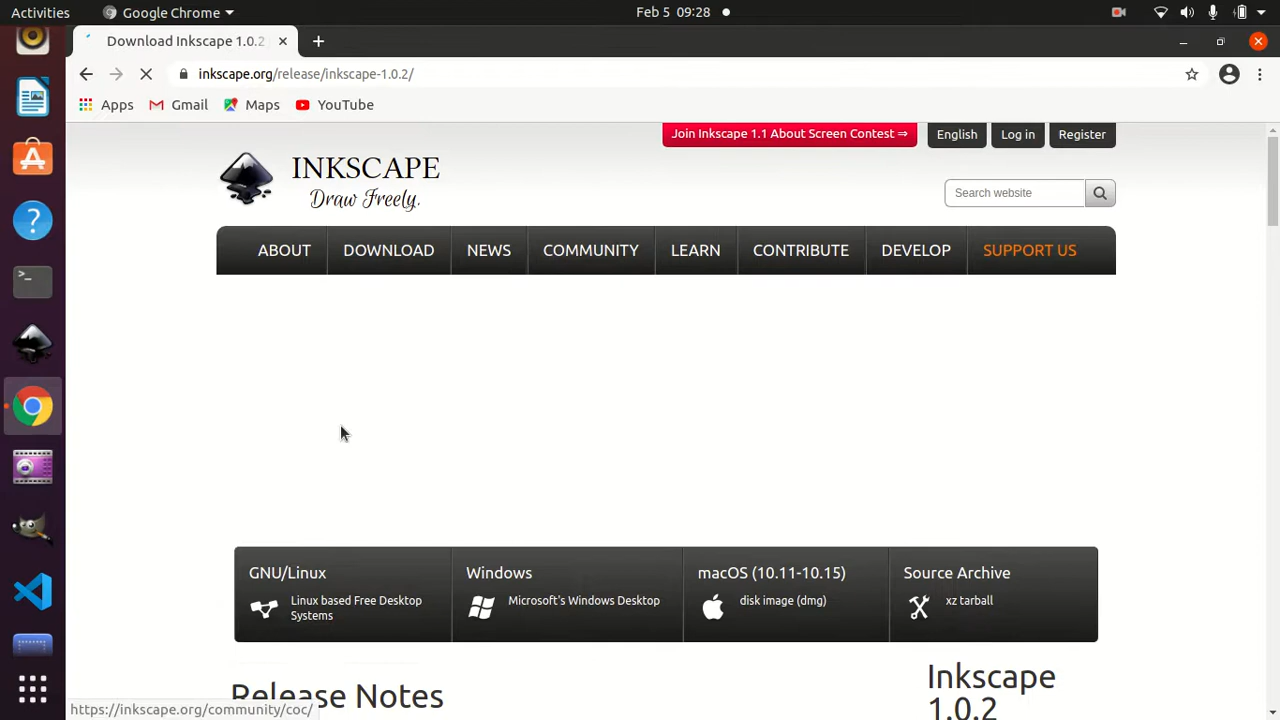 Activities
Google Chrome
Feb 5 09:28
Download Inkscape 1.0.2
inkscape.org/release/inkscape-1.0.2/
Apps
Gmail
Maps
YouTube
Join Inkscape 1.1 About Screen Contest ⇒
English
Log in
Register
INKSCAPE
Draw Freely.
Search website
ABOUT
DOWNLOAD
NEWS
COMMUNITY
LEARN
CONTRIBUTE
DEVELOP
SUPPORT US
GNU/Linux
Linux based Free Desktop
Systems
Windows
Microsoft's Windows Desktop
macOS (10.11-10.15)
disk image (dmg)
Source Archive
xz tarball
Release Notes
Inkscape
1.0.2
https://inkscape.org/community/coc/